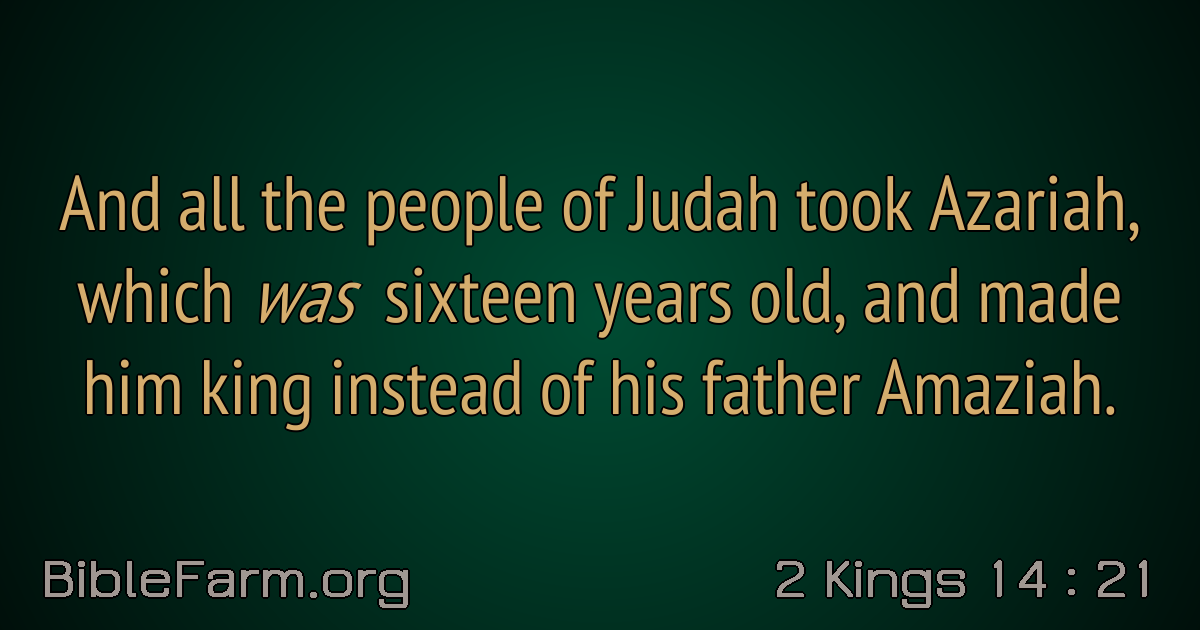 And all the people of Judah took Azariah,
which was sixteen years old, and made
him king instead of his father Amaziah.
BibleFarm.org
2 Kings 14 : 21